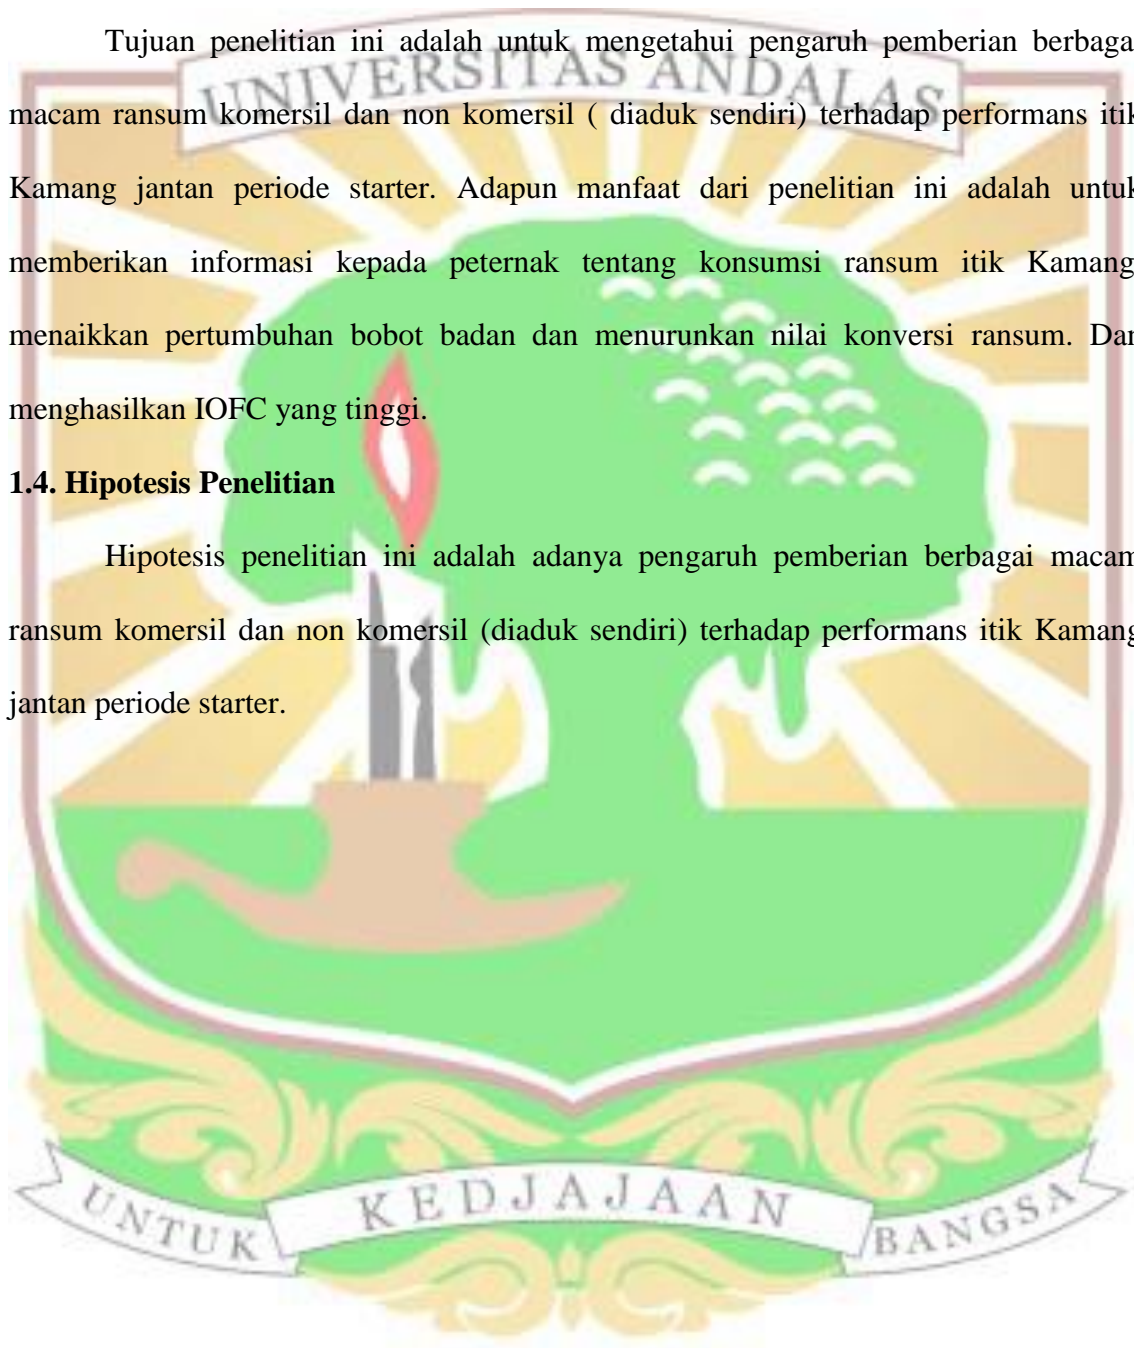 Tujuan penelitian ini adalah untuk mengetahui pengaruh pemberian berbaga
UNIVERSITAS ANDALAS
macam ransum komersil dan non komersil ( diaduk sendiri) terhadap performans itik
Kamang jantan periode starter. Adapun manfaat dari penelitian ini adalah untuk
memberikan informasi kepada peternak tentang konsumsi ransum itik Kamang
menaikkan pertumbuhan bobot badan dan menurunkan nilai konversi ransum. Dan
menghasilkan IOFC yang tinggi.
1.4. Hipotesis Penelitian
Hipotesis penelitian ini adalah adanya pengaruh pemberian berbagai macam
ransum komersil dan non komersil (diaduk sendiri) terhadap performans itik Kamang
jantan periode starter.
UNTUK KEDJAJAAN BANGSA